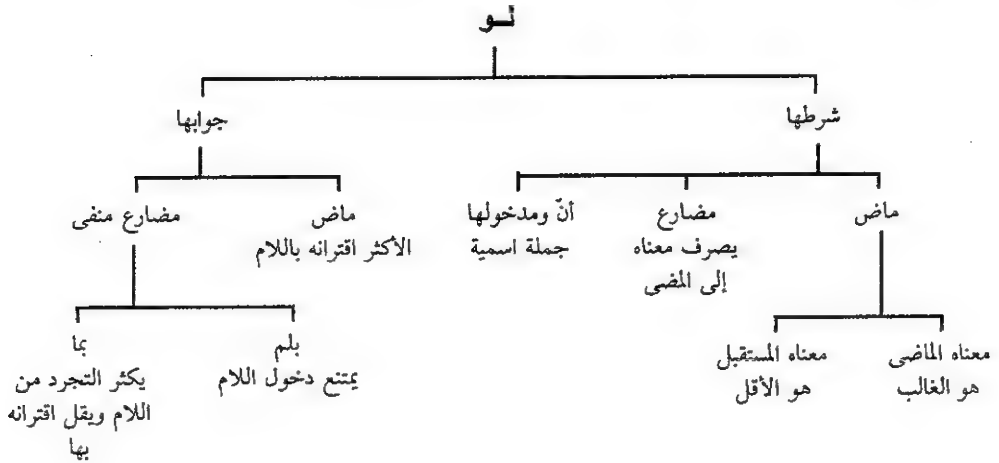 لو
شرطها
جوابها
ماض
مضارع
يصرف معناه
إلى المضى
أنّ ومدخولها
جملة اسمية
ماض
الأكثر اقترانه باللام
مضارع منفى
معناه الماضى
هو الغالب
معناه المستقبل
هو الأقل
بلم
يمتنع دخول اللام
بما
يكثر التجرد من
اللام ويقل اقترانه
بها